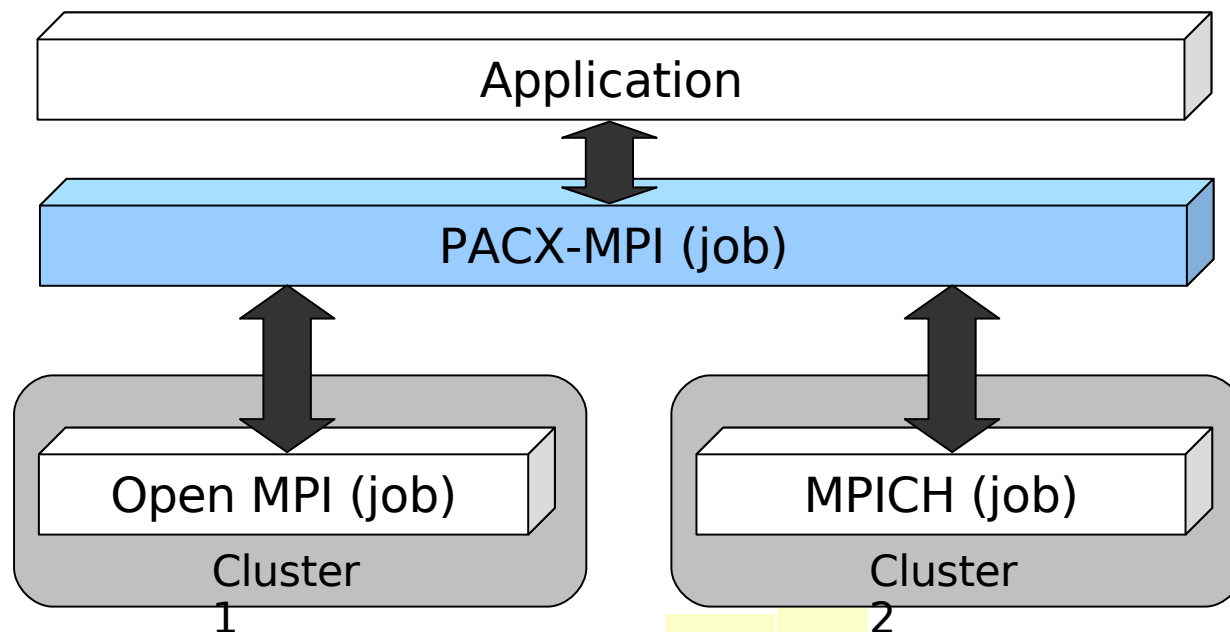 Application
PACX-MPI (job)
Open MPI (job)
MPICH (job)
Cluster
1
Cluster
2